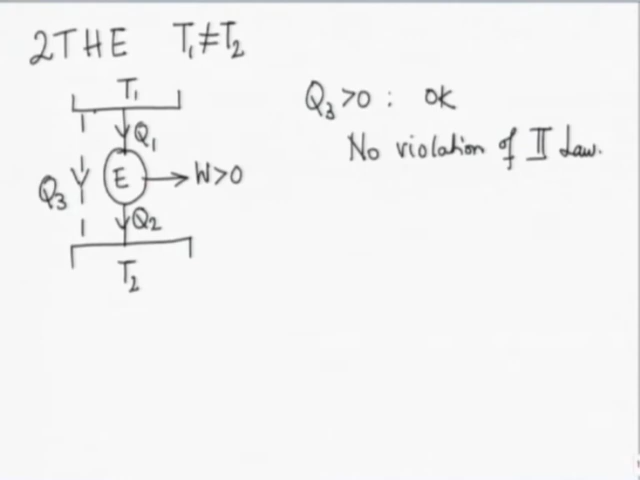 2THE T₁≠T₂
T₁
Q₁
Q₃
E
W>0
Q₂
T₂
Q₃>0 : OK
No violation of II Law.